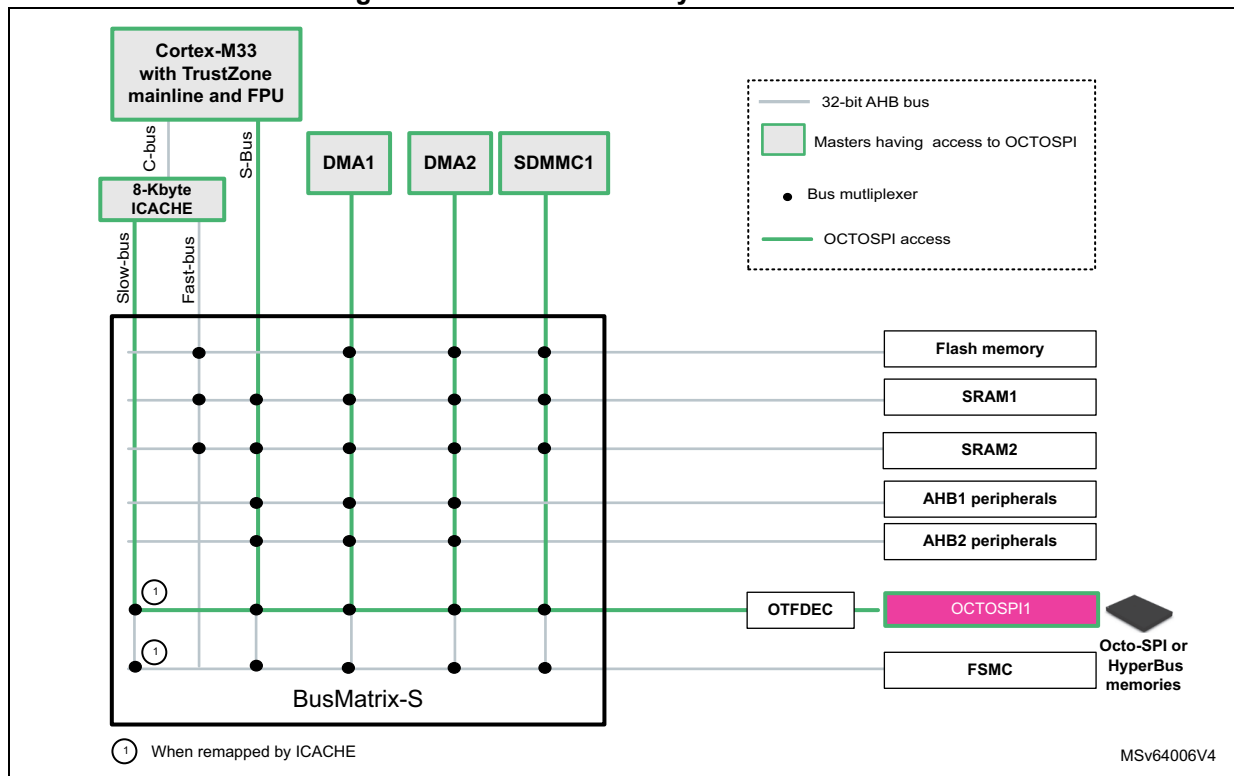 Cortex-M33
with TrustZone
mainline and FPU
C-bus
S-Bus
8-Kbyte
ICACHE
DMA1
DMA2
SDMMC1
Slow-bus
Fast-bus
32-bit AHB bus
Masters having access to OCTOSPI
Bus mutliplexer
OCTOSPI access
Flash memory
SRAM1
SRAM2
AHB1 peripherals
AHB2 peripherals
1
OTFDEC
OCTOSPI1
1
Octo-SPI or
HyperBus
memories
FSMC
BusMatrix-S
1 When remapped by ICACHE
MSv64006V4